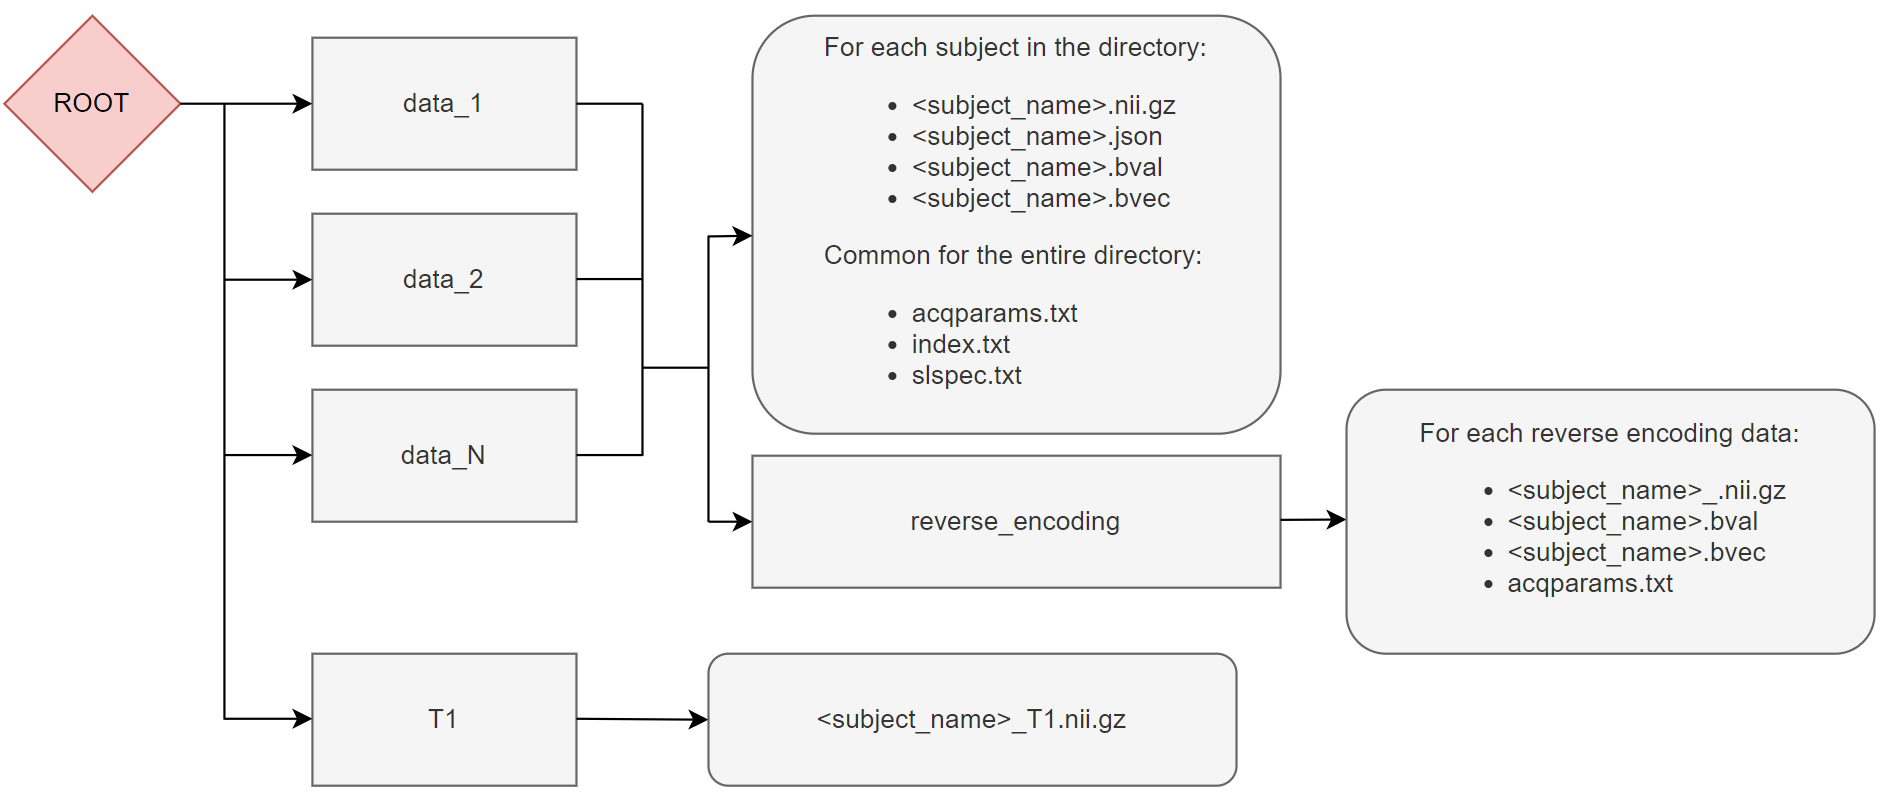 ROOT
data_1
data_2
data_N
T1
For each subject in the directory:
• <subject_name>.nii.gz
• <subject_name>.json
• <subject_name>.bval
• <subject_name>.bvec
Common for the entire directory:
• acqparams.txt
• index.txt
• slspec.txt
reverse_encoding
For each reverse encoding data:
• <subject_name>_.nii.gz
• <subject_name>.bval
• <subject_name>.bvec
• acqparams.txt
<subject_name>_T1.nii.gz